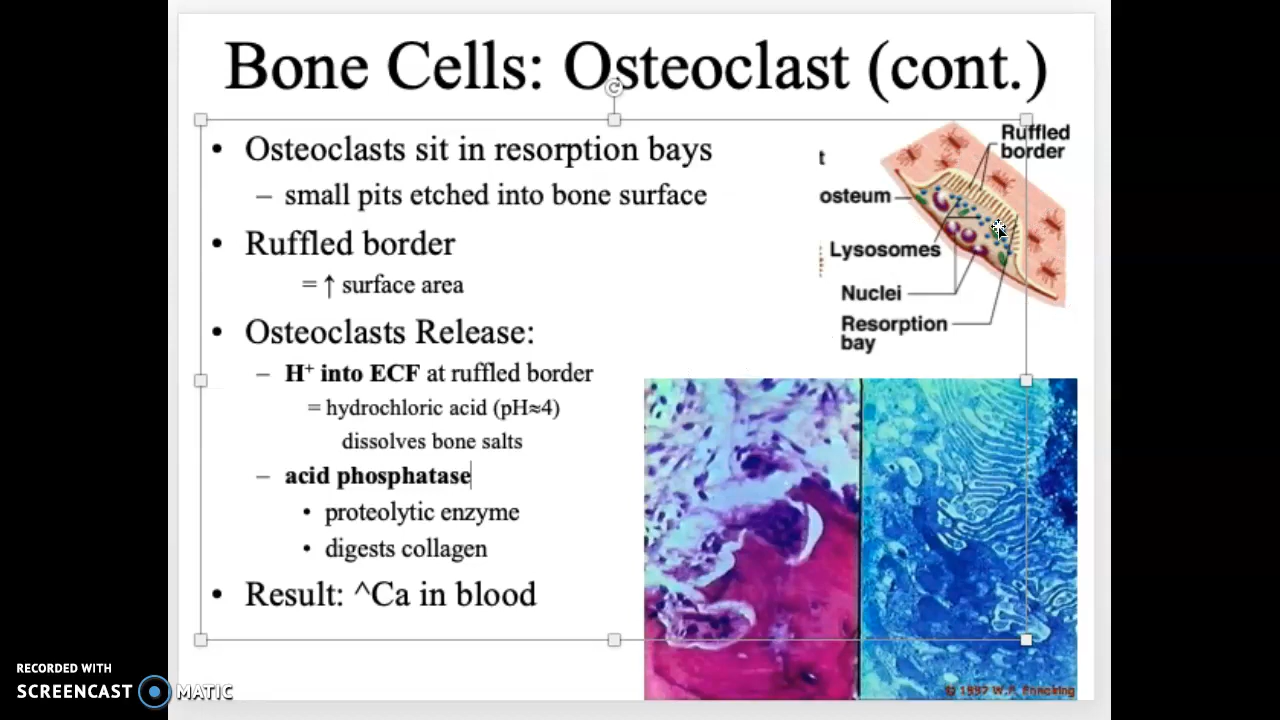 Bone Cells: Osteoclast (cont.)
• Osteoclasts sit in resorption bays
– small pits etched into bone surface
• Ruffled border
= ↑ surface area
• Osteoclasts Release:
– H⁺ into ECF at ruffled border
= hydrochloric acid (pH≈4)
dissolves bone salts
– acid phosphatase
• proteolytic enzyme
• digests collagen
• Result: ^Ca in blood
Ruffled
border
t
osteum
Lysosomes
Nuclei
Resorption
bay
© 1997 W.F. Enneking
RECORDED WITH
SCREENCAST MATIC